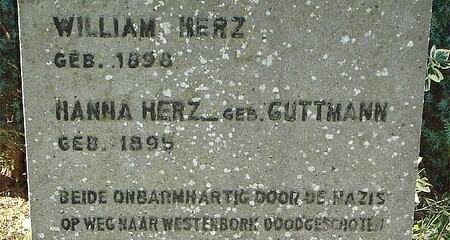 WILLIAM HERZ
GEB. 1898
HANNA HERZ - GEB. GUTTMANN
GEB. 1895
BEIDE ONBARMHARTIG DOOR DE NAZIS
OP WEG NAAR WESTENBORK DOODGESCHOTEN